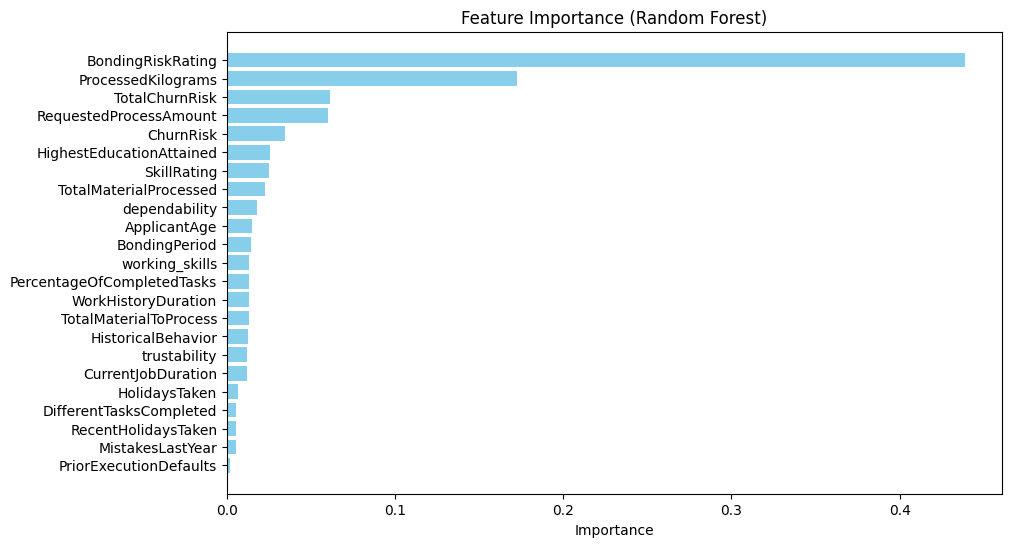 Feature Importance (Random Forest)
BondingRiskRating
ProcessedKilograms
TotalChurnRisk
RequestedProcessAmount
ChurnRisk
HighestEducationAttained
SkillRating
TotalMaterialProcessed
dependability
ApplicantAge
BondingPeriod
working_skills
PercentageOfCompletedTasks
WorkHistoryDuration
TotalMaterialToProcess
HistoricalBehavior
trustability
CurrentJobDuration
HolidaysTaken
DifferentTasksCompleted
RecentHolidaysTaken
MistakesLastYear
PriorExecutionDefaults
0.0 0.1 0.2 0.3 0.4
Importance